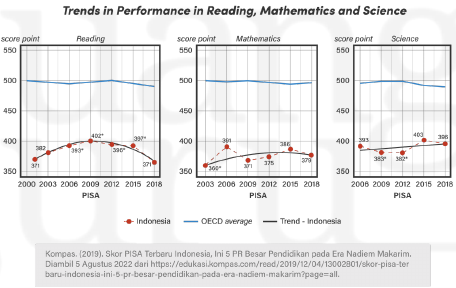 Trends in Performance in Reading, Mathematics and Science
score point Reading
550
500
450
400
350
371
382
393*
402*
396*
397*
371*
2000 2003 2006 2009 2012 2015 2018
PISA
score point Mathematics
550
500
450
400
350
360*
391
371
375
386
379
2003 2006 2009 2012 2015 2018
PISA
score point Science
550
500
450
400
350
393
383*
382*
403
396
2006 2009 2012 2015 2018
PISA
Indonesia OECD average Trend - Indonesia
Kompas. (2019). Skor PISA Terbaru Indonesia, Ini 5 PR Besar Pendidikan pada Era Nadiem Makarim.
Diambil 5 Agustus 2022 dari https://edukasi.kompas.com/read/2019/12/04/13002801/skor-pisa-ter
baru-indonesia-ini-5-pr-besar-pendidikan-pada-era-nadiem-makarim?page=all.